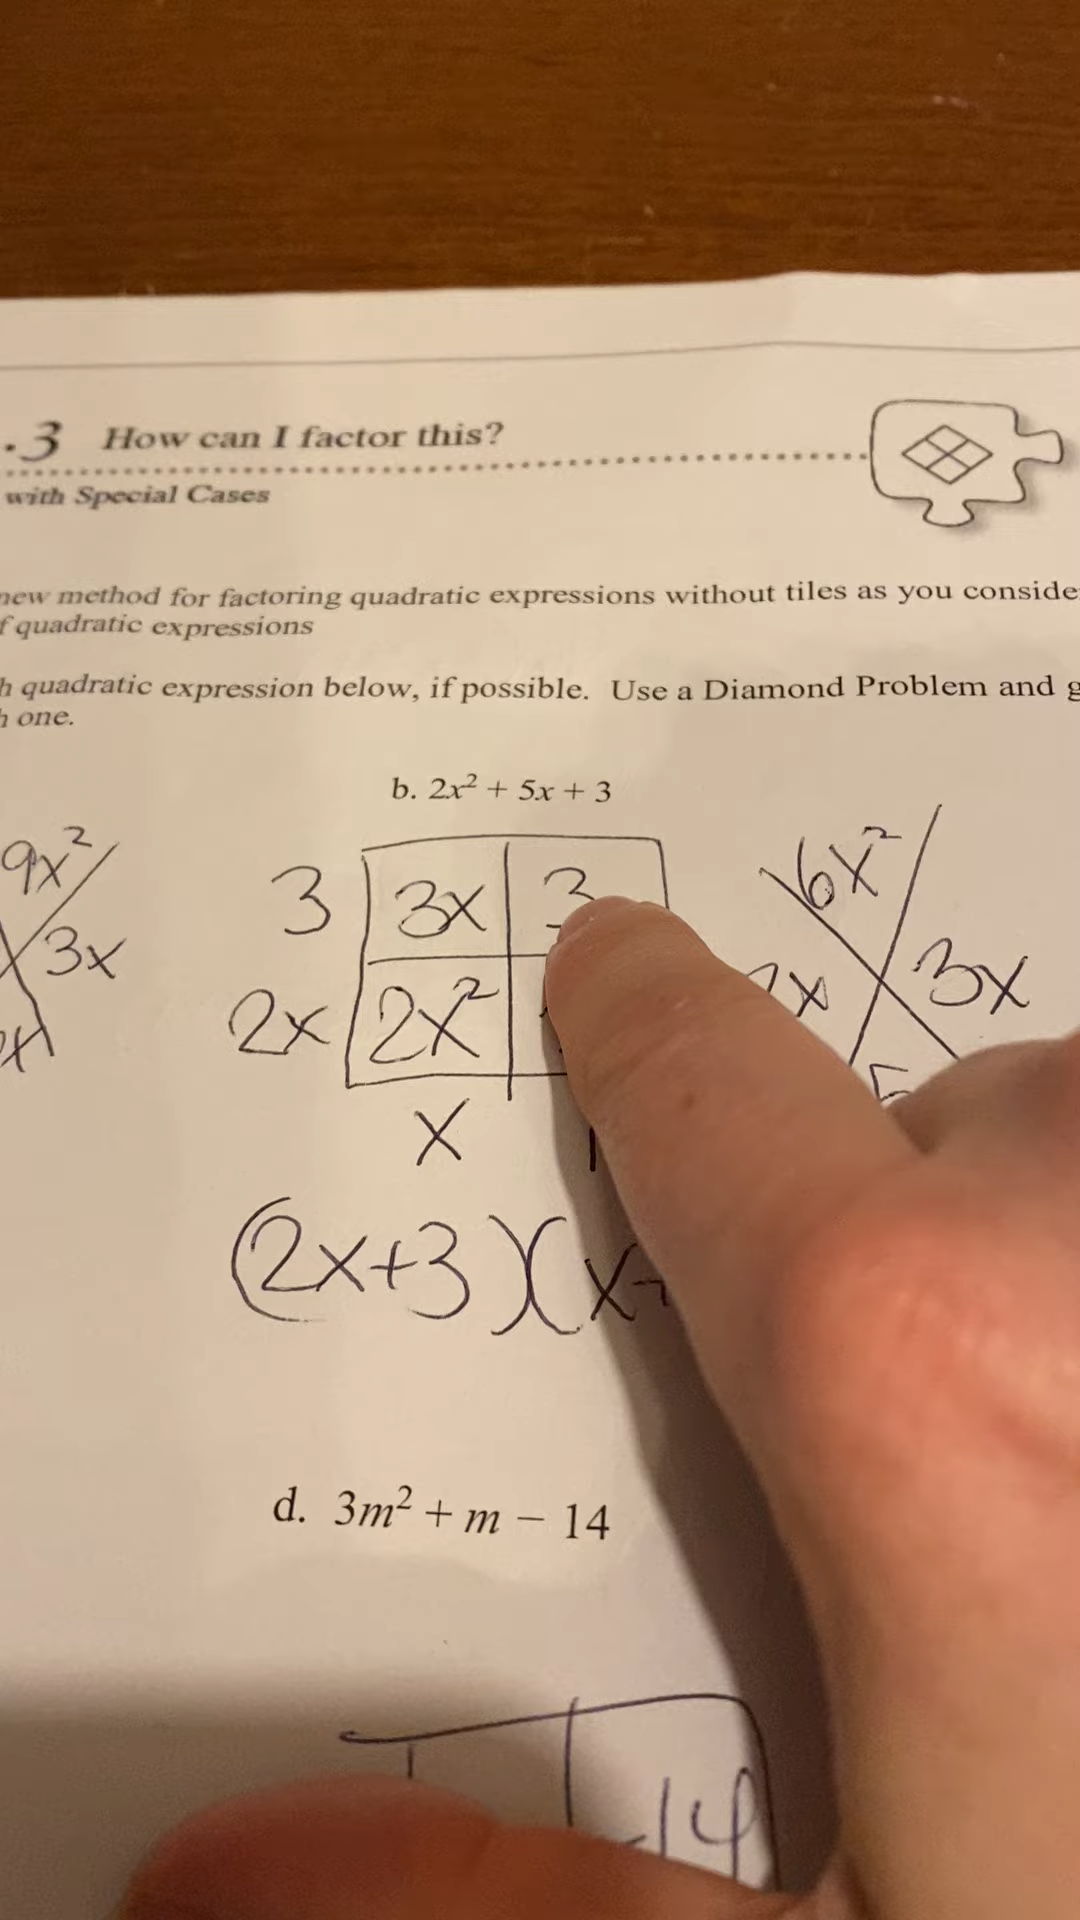 .3 How can I factor this?
with Special Cases
new method for factoring quadratic expressions without tiles as you conside
f quadratic expressions
h quadratic expression below, if possible. Use a Diamond Problem and g
h one.
b. 2x² + 5x + 3
9x²
3x
3 3x 3
2x 2x²
x
6x²
3x
5
(2x+3)(x+
d. 3m² + m − 14
-14